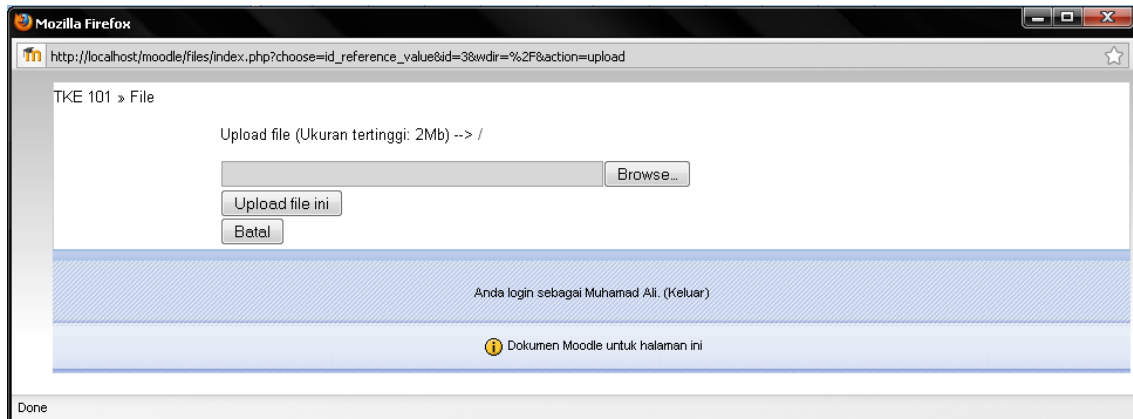 Mozilla Firefox
http://localhost/moodle/files/index.php?choose=id_reference_value&id=3&wdir=%2F&action=upload
TKE 101 » File
Upload file (Ukuran tertinggi: 2Mb) --> /
Browse...
Upload file ini
Batal
Anda login sebagai Muhamad Ali. (Keluar)
Dokumen Moodle untuk halaman ini
Done